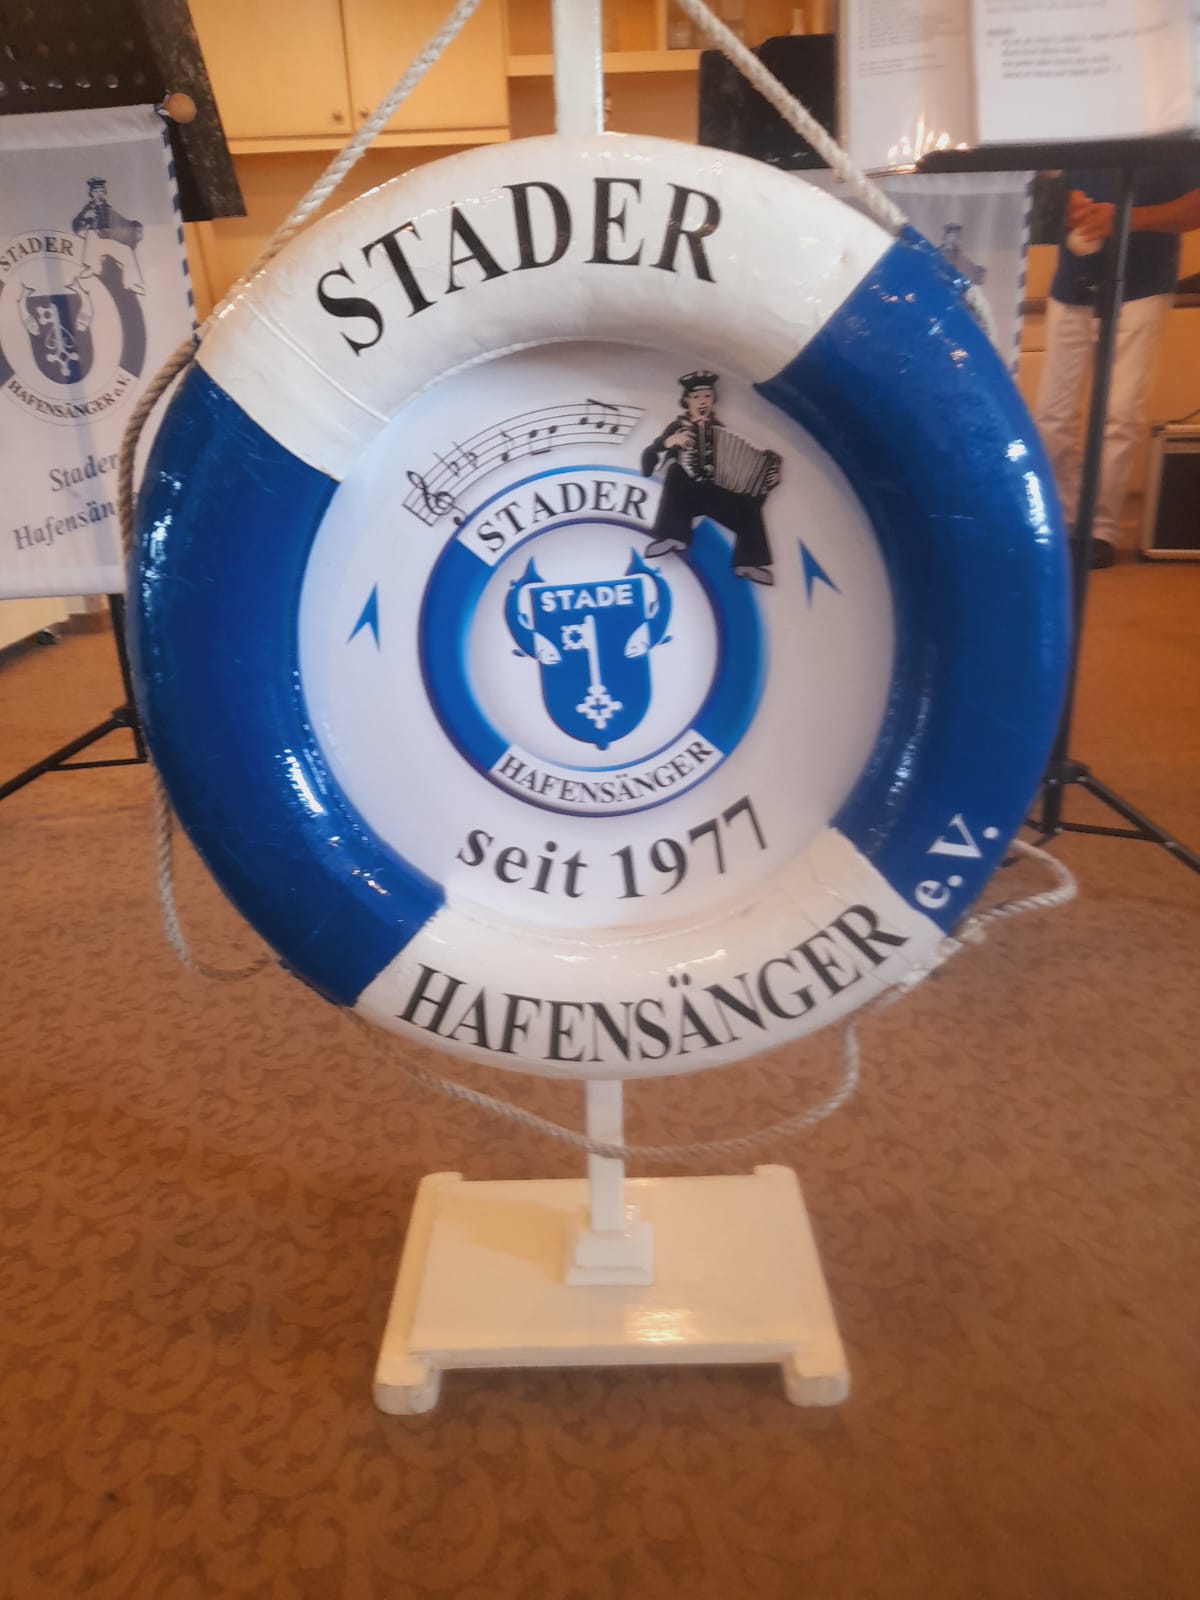 STADER
STADER
STADE
HAFENSÄNGER
seit 1977
HAFENSÄNGER
e.V.
STADER
HAFENSÄNGER e.V.
Stader
Hafensän